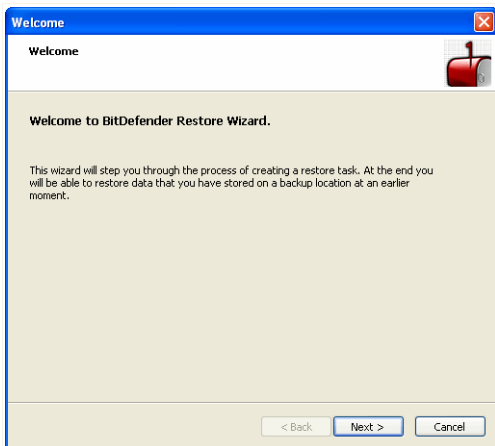 Welcome
Welcome
Welcome to BitDefender Restore Wizard.
This wizard will step you through the process of creating a restore task. At the end you
will be able to restore data that you have stored on a backup location at an earlier
moment.
< Back
Next >
Cancel